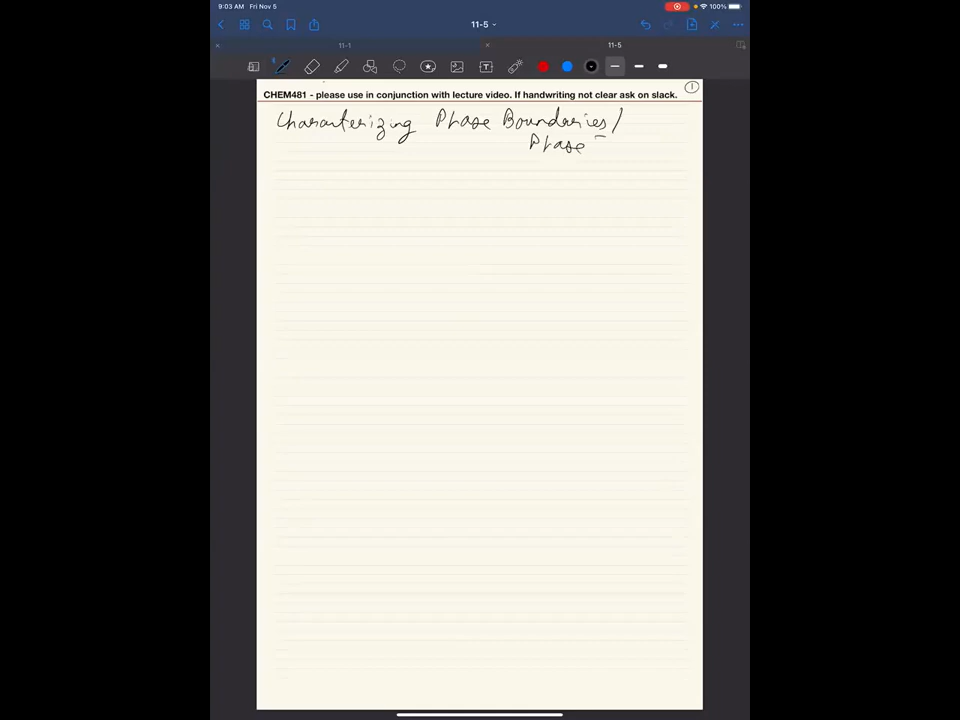 9:03 AM Fri Nov 5
100%
11-5
11-1
11-5
T
CHEM481 - please use in conjunction with lecture video. If handwriting not clear ask on slack.
1
Characterizing Phase Boundaries/
Phase